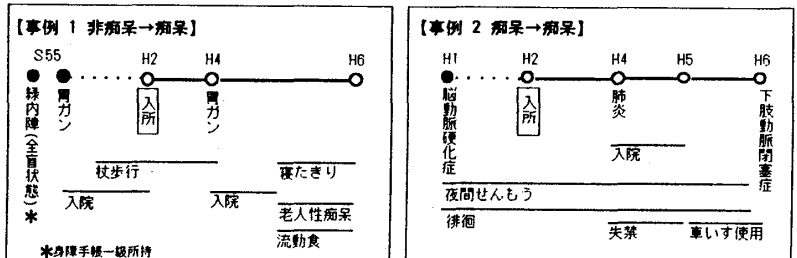 【事例 1 非痴呆→痴呆】
S55
H2
H4
H6
緑内障(全盲状態)*
胃ガン
入所
胃ガン
杖歩行
寝たきり
入院
入院
老人性痴呆
流動食
*身障手帳一級所持
【事例 2 痴呆→痴呆】
H1
H2
H4
H5
H6
脳動脈硬化症
入所
肺炎
下肢動脈閉塞症
入院
夜間せんもう
徘徊
失禁
車いす使用